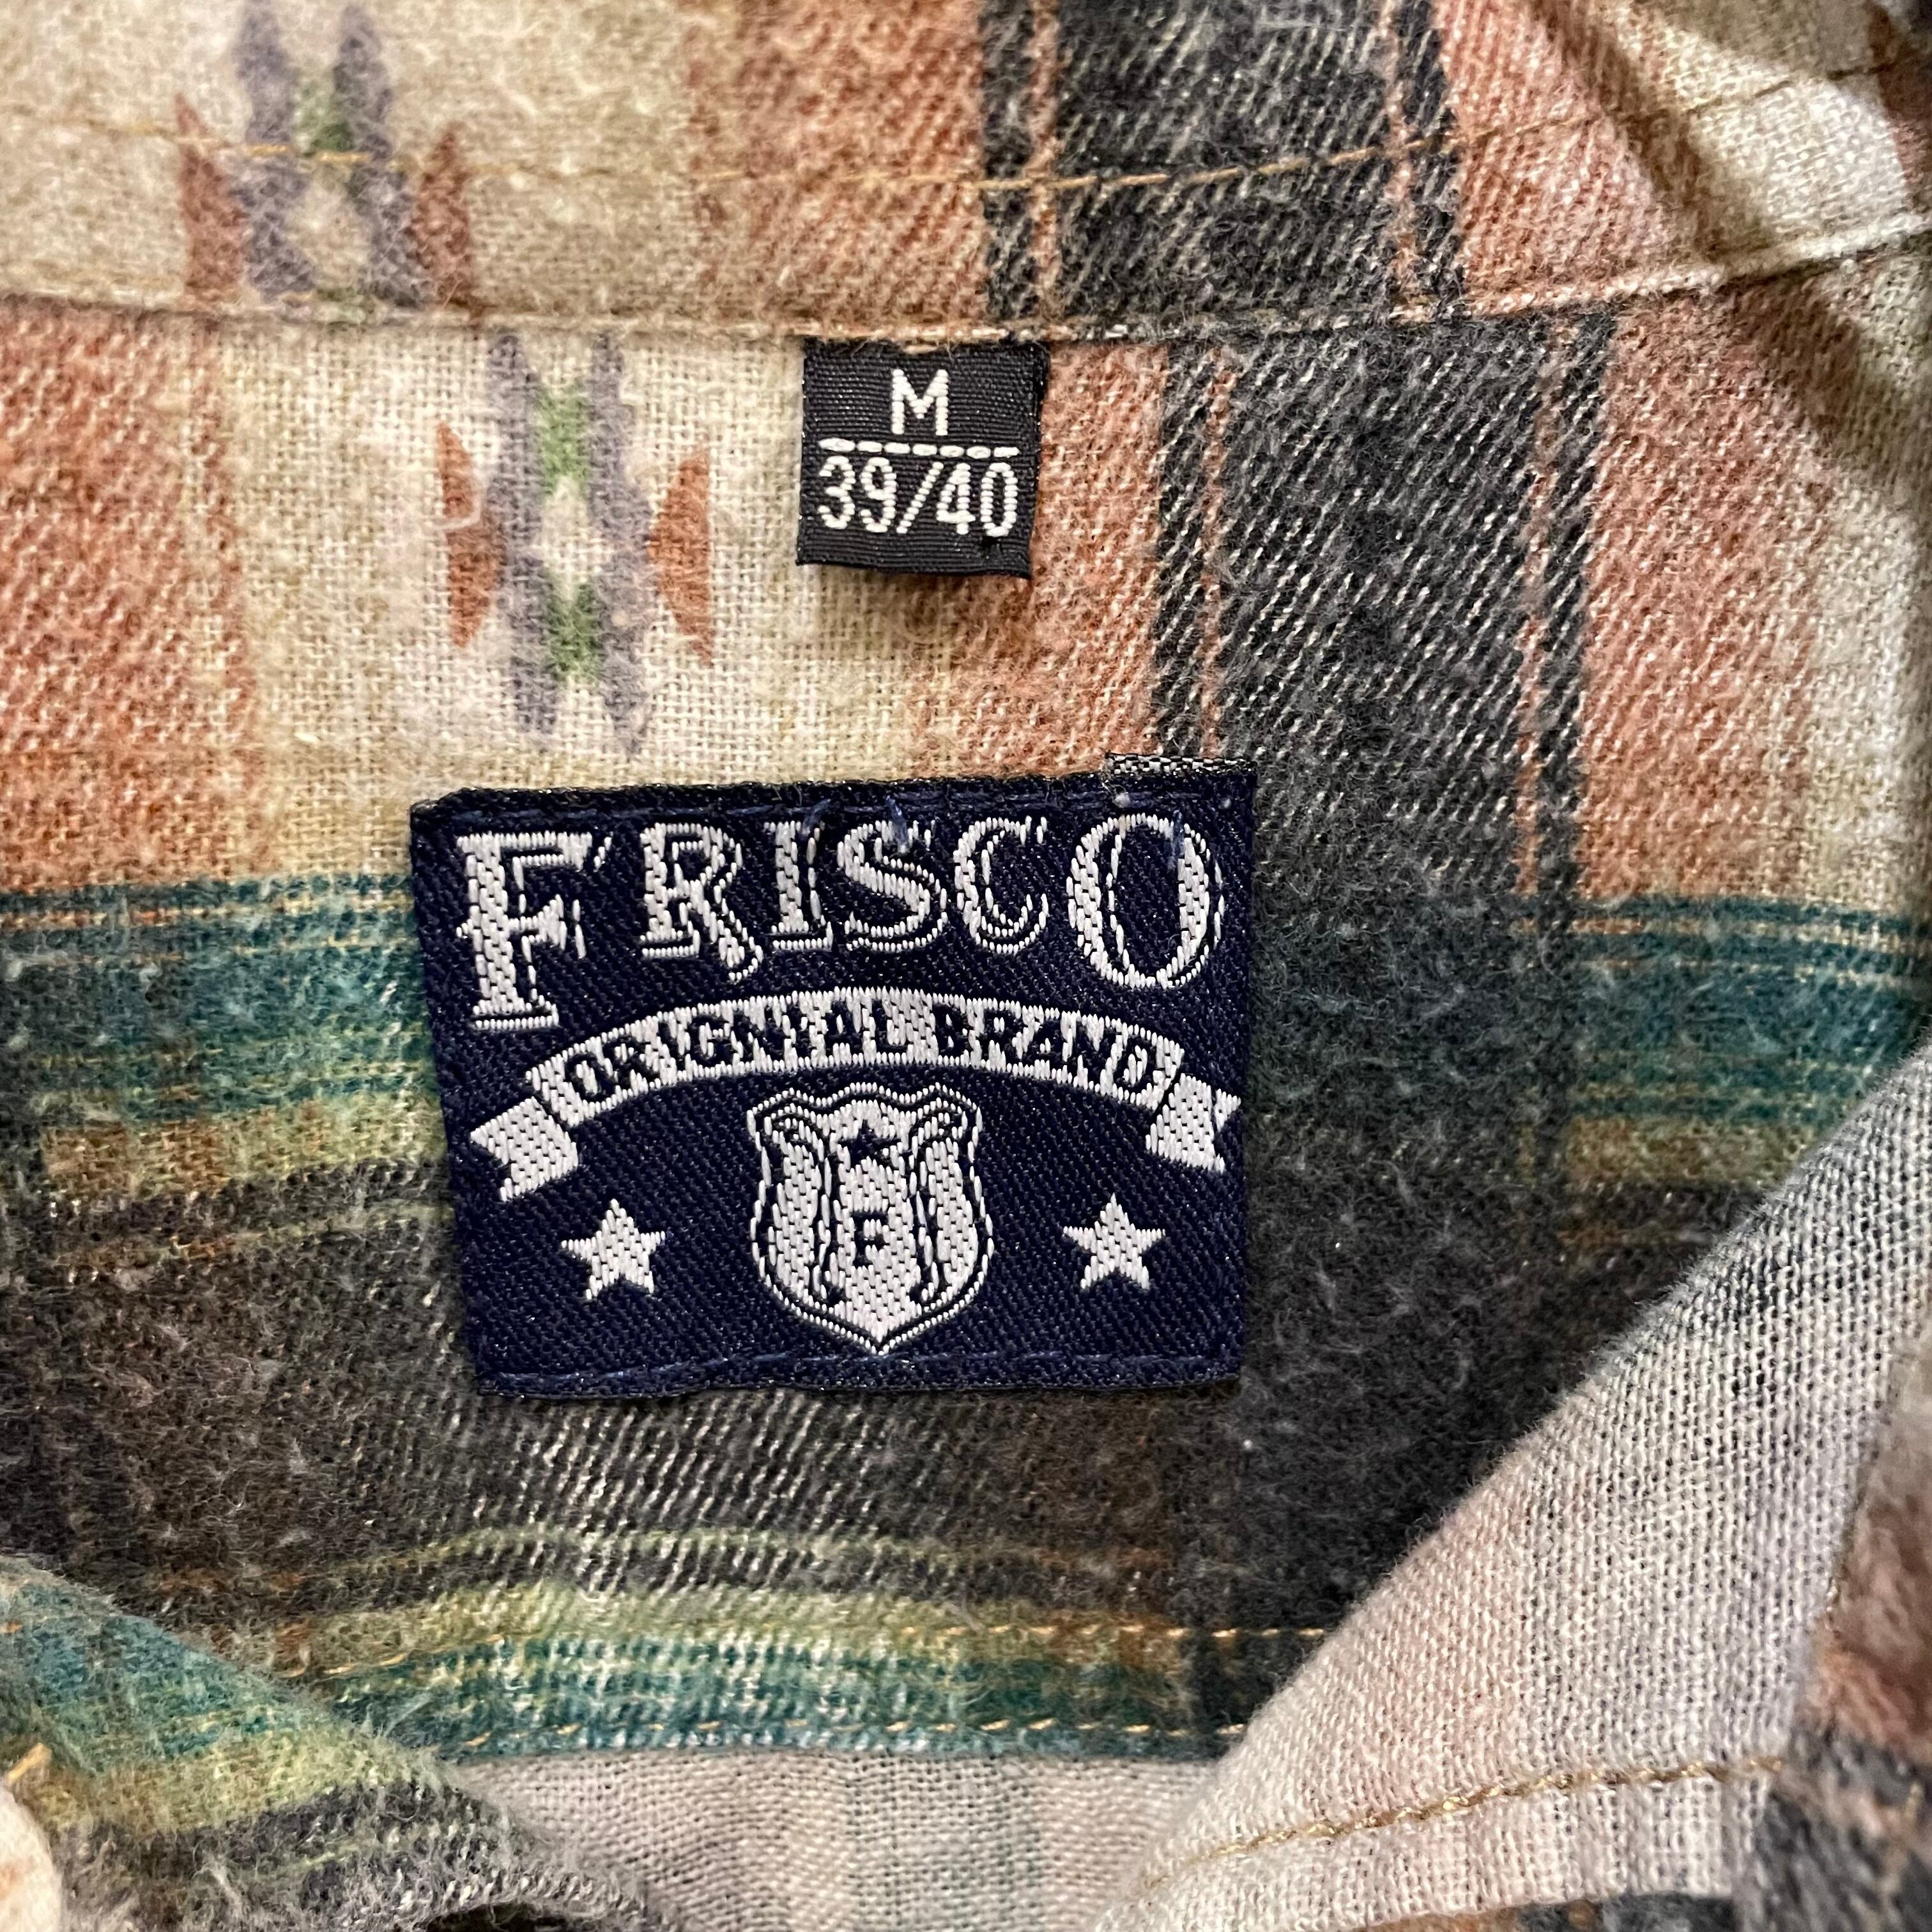 M
39/40
FRISCO
ORIGNIAL BRAND
F